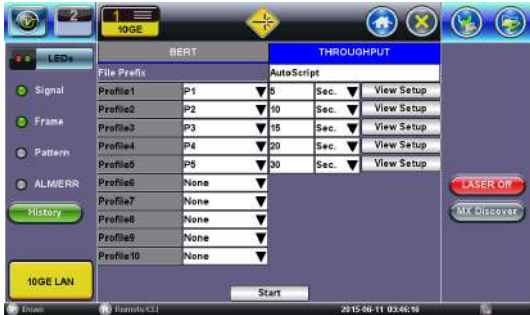 2
1
10GE
LEDs
BERT THROUGHPUT
File Prefix AutoScript
Signal
Profile1 P1 5 Sec. View Setup
Profile2 P2 10 Sec. View Setup
Frame
Profile3 P3 15 Sec. View Setup
Profile4 P4 20 Sec. View Setup
Pattern
Profile5 P5 30 Sec. View Setup
Profile6 None
ALM/ERR
LASER Off
Profile7 None
History
MX Discover
Profile8 None
Profile9 None
Profile10 None
10GE LAN
Start
Down Remote/CLI 2015-06-11 03:46:16